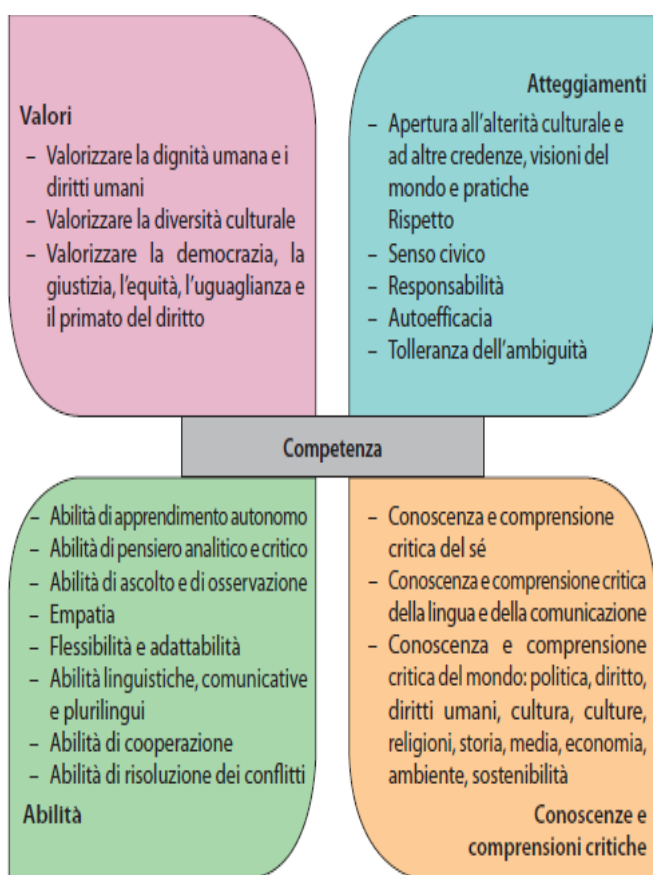 Valori
– Valorizzare la dignità umana e i
diritti umani
– Valorizzare la diversità culturale
– Valorizzare la democrazia, la
giustizia, l'equità, l'uguaglianza e
il primato del diritto
Atteggiamenti
– Apertura all'alterità culturale e
ad altre credenze, visioni del
mondo e pratiche
Rispetto
– Senso civico
– Responsabilità
– Autoefficacia
– Tolleranza dell'ambiguità
Competenza
– Abilità di apprendimento autonomo
– Abilità di pensiero analitico e critico
– Abilità di ascolto e di osservazione
– Empatia
– Flessibilità e adattabilità
– Abilità linguistiche, comunicative
e plurilingui
– Abilità di cooperazione
– Abilità di risoluzione dei conflitti
Abilità
– Conoscenza e comprensione
critica del sé
– Conoscenza e comprensione critica
della lingua e della comunicazione
– Conoscenza e comprensione
critica del mondo: politica, diritto,
diritti umani, cultura, culture,
religioni, storia, media, economia,
ambiente, sostenibilità
Conoscenze e
comprensioni critiche